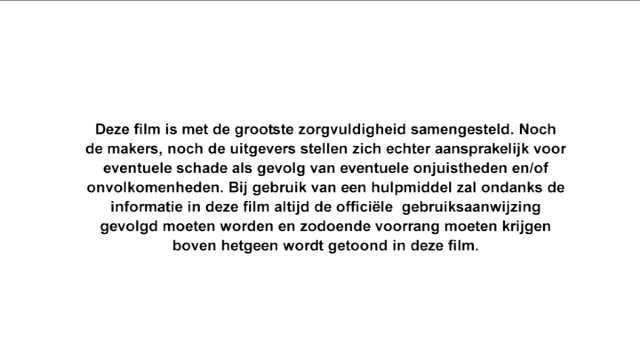 Deze film is met de grootste zorgvuldigheid samengesteld. Noch
de makers, noch de uitgevers stellen zich echter aansprakelijk voor
eventuele schade als gevolg van eventuele onjuistheden en/of
onvolkomenheden. Bij gebruik van een hulpmiddel zal ondanks de
informatie in deze film altijd de officiële gebruiksaanwijzing
gevolgd moeten worden en zodoende voorrang moeten krijgen
boven hetgeen wordt getoond in deze film.